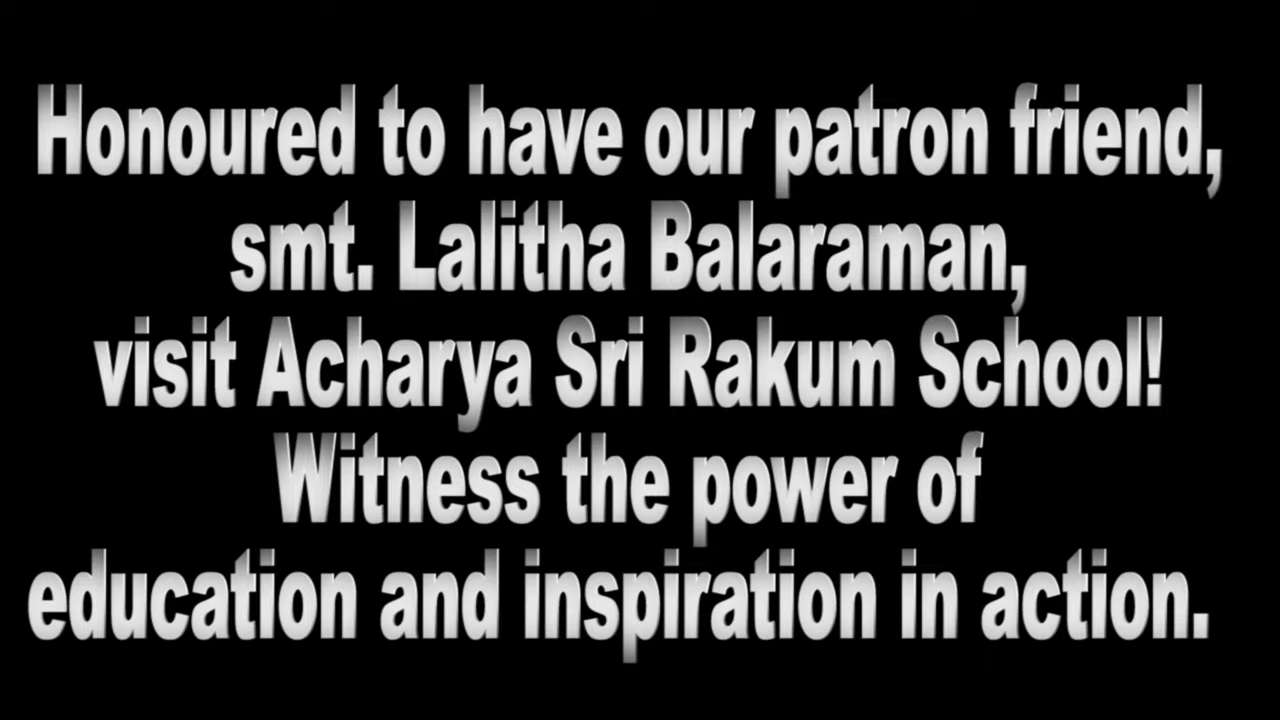 Honoured to have our patron friend,
smt. Lalitha Balaraman,
visit Acharya Sri Rakum School!
Witness the power of
education and inspiration in action.